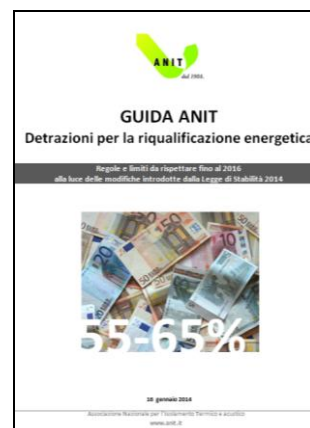 ANIT
dal 1984.
GUIDA ANIT
Detrazioni per la riqualificazione energetica
Regole e limiti da rispettare fino al 2016
alla luce delle modifiche introdotte dalla Legge di Stabilità 2014
55-65%
10 gennaio 2014
Associazione Nazionale per l'Isolamento Termico e acustico
www.anit.it